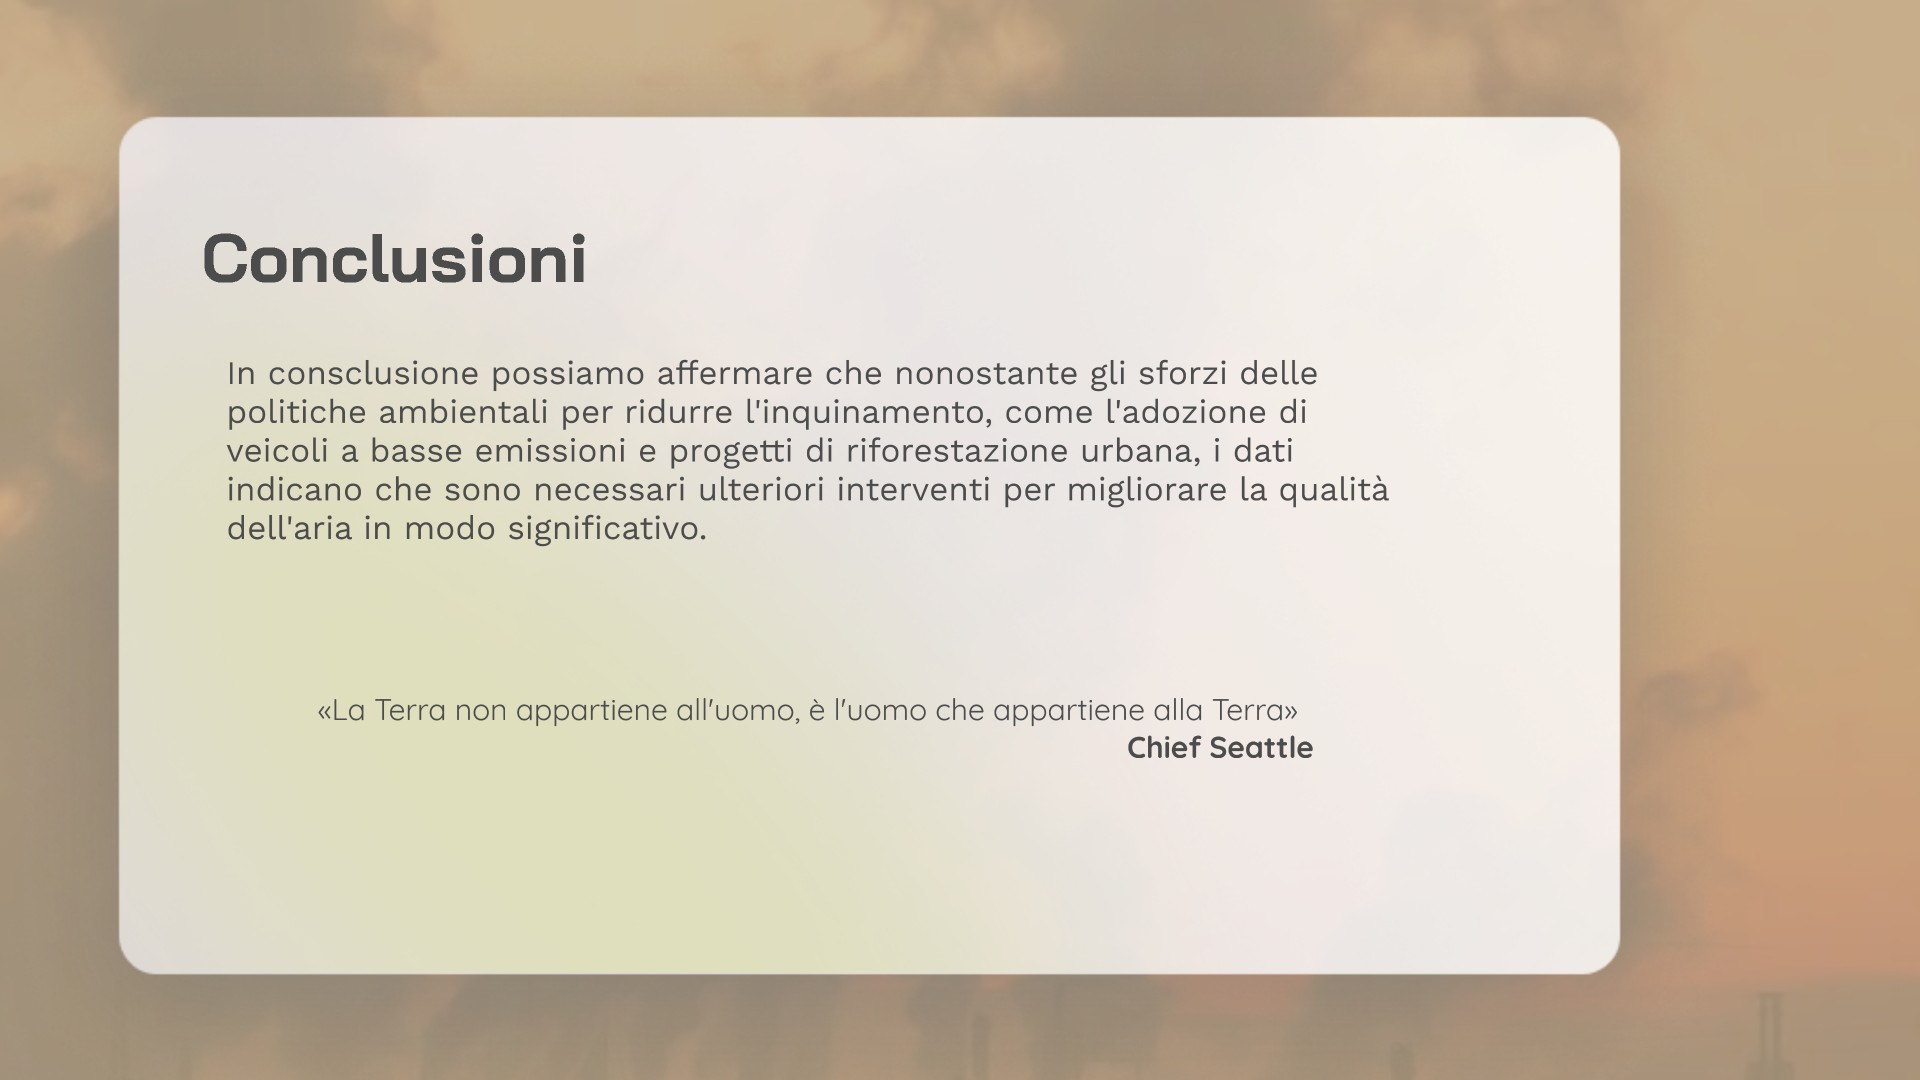 Conclusioni
In consclusione possiamo affermare che nonostante gli sforzi delle
politiche ambientali per ridurre l'inquinamento, come l'adozione di
veicoli a basse emissioni e progetti di riforestazione urbana, i dati
indicano che sono necessari ulteriori interventi per migliorare la qualità
dell'aria in modo significativo.
«La Terra non appartiene all'uomo, è l'uomo che appartiene alla Terra»
Chief Seattle